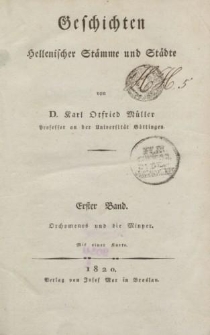 Geschichten
Hellenischer Stämme und Städte
von
D. Karl Otfried Müller
Professor an der Universität Göttingen
Erster Band.
Orchomenos und die Minyer.
Mit einer Karte.
1820.
Verlag von Josef Max in Breslau.